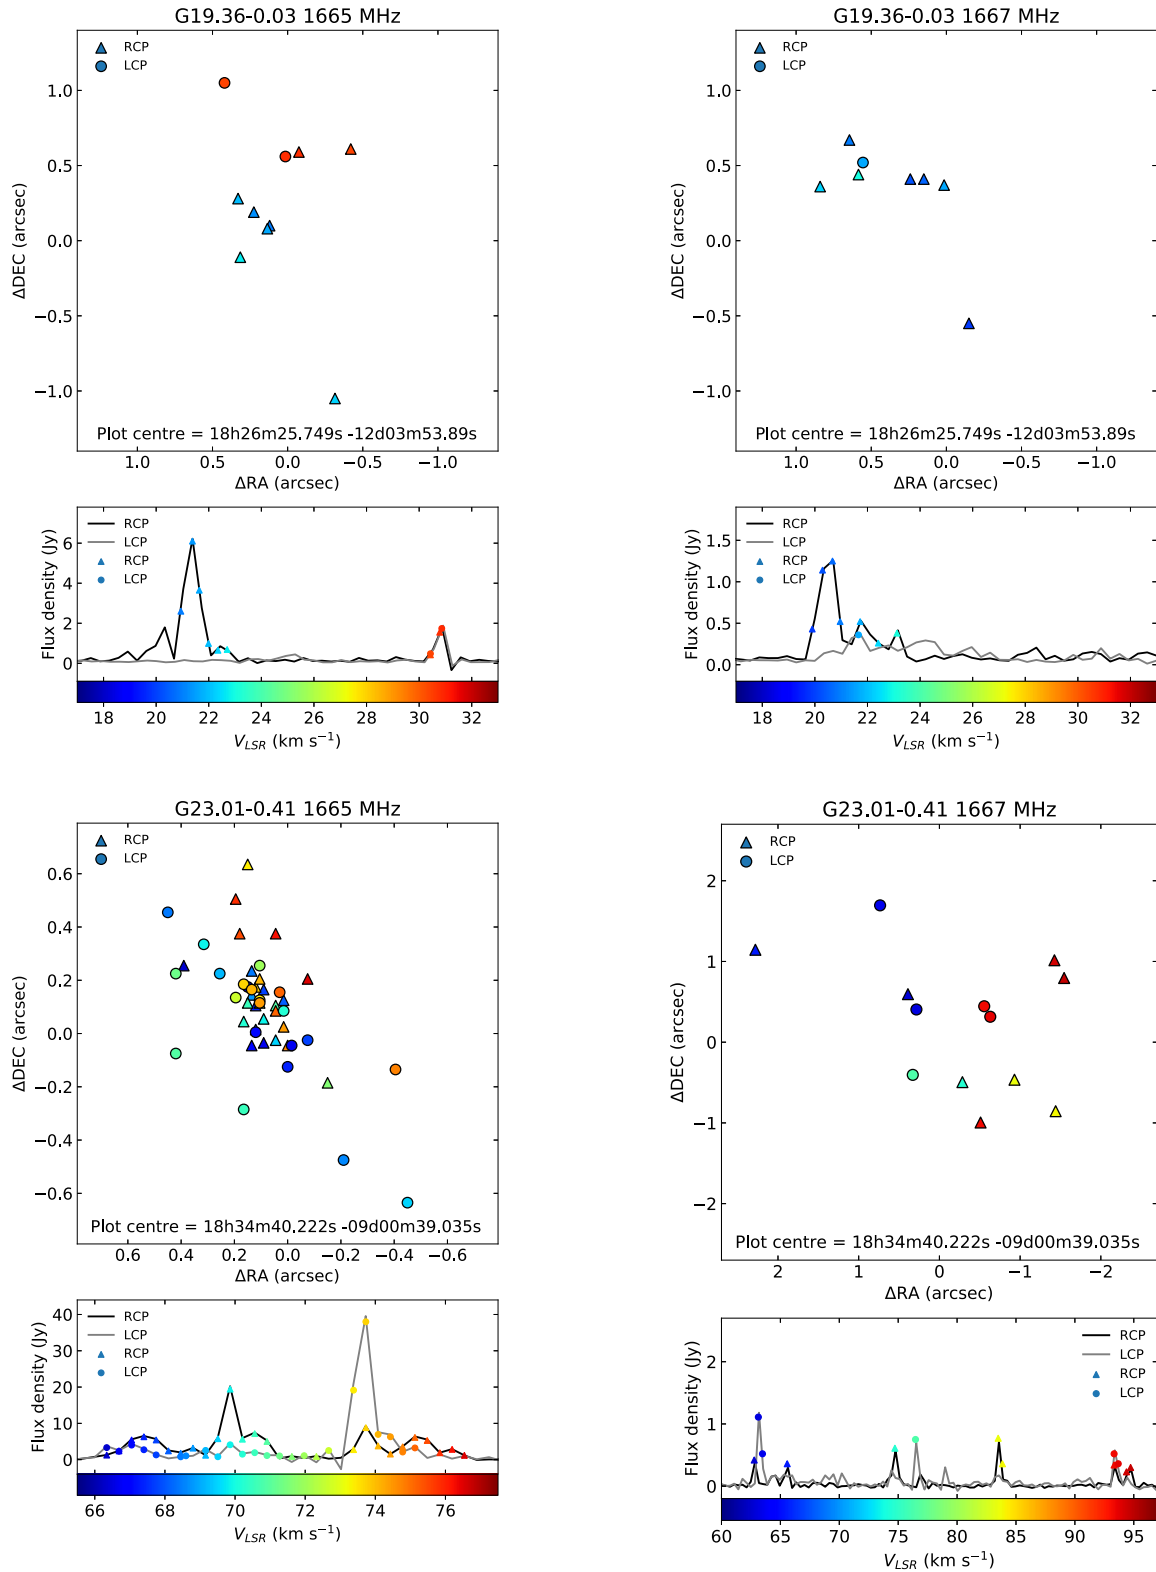 G19.36-0.03 1665 MHz
RCP
LCP
1.0
0.5
0.0
−0.5
−1.0
ΔDEC (arcsec)
Plot centre = 18h26m25.749s -12d03m53.89s
1.0 0.5 0.0 −0.5 −1.0
ΔRA (arcsec)
RCP
LCP
RCP
LCP
6
4
2
0
Flux density (Jy)
18 20 22 24 26 28 30 32
V_LSR (km s⁻¹)
G19.36-0.03 1667 MHz
RCP
LCP
1.0
0.5
0.0
−0.5
−1.0
ΔDEC (arcsec)
Plot centre = 18h26m25.749s -12d03m53.89s
1.0 0.5 0.0 −0.5 −1.0
ΔRA (arcsec)
RCP
LCP
RCP
LCP
1.5
1.0
0.5
0.0
Flux density (Jy)
18 20 22 24 26 28 30 32
V_LSR (km s⁻¹)
G23.01-0.41 1665 MHz
RCP
LCP
0.6
0.4
0.2
0.0
−0.2
−0.4
−0.6
ΔDEC (arcsec)
Plot centre = 18h34m40.222s -09d00m39.035s
0.6 0.4 0.2 0.0 −0.2 −0.4 −0.6
ΔRA (arcsec)
RCP
LCP
RCP
LCP
40
30
20
10
0
Flux density (Jy)
66 68 70 72 74 76
V_LSR (km s⁻¹)
G23.01-0.41 1667 MHz
RCP
LCP
2
1
0
−1
−2
ΔDEC (arcsec)
Plot centre = 18h34m40.222s -09d00m39.035s
2 1 0 −1 −2
ΔRA (arcsec)
RCP
LCP
RCP
LCP
2
1
0
Flux density (Jy)
60 65 70 75 80 85 90 95
V_LSR (km s⁻¹)